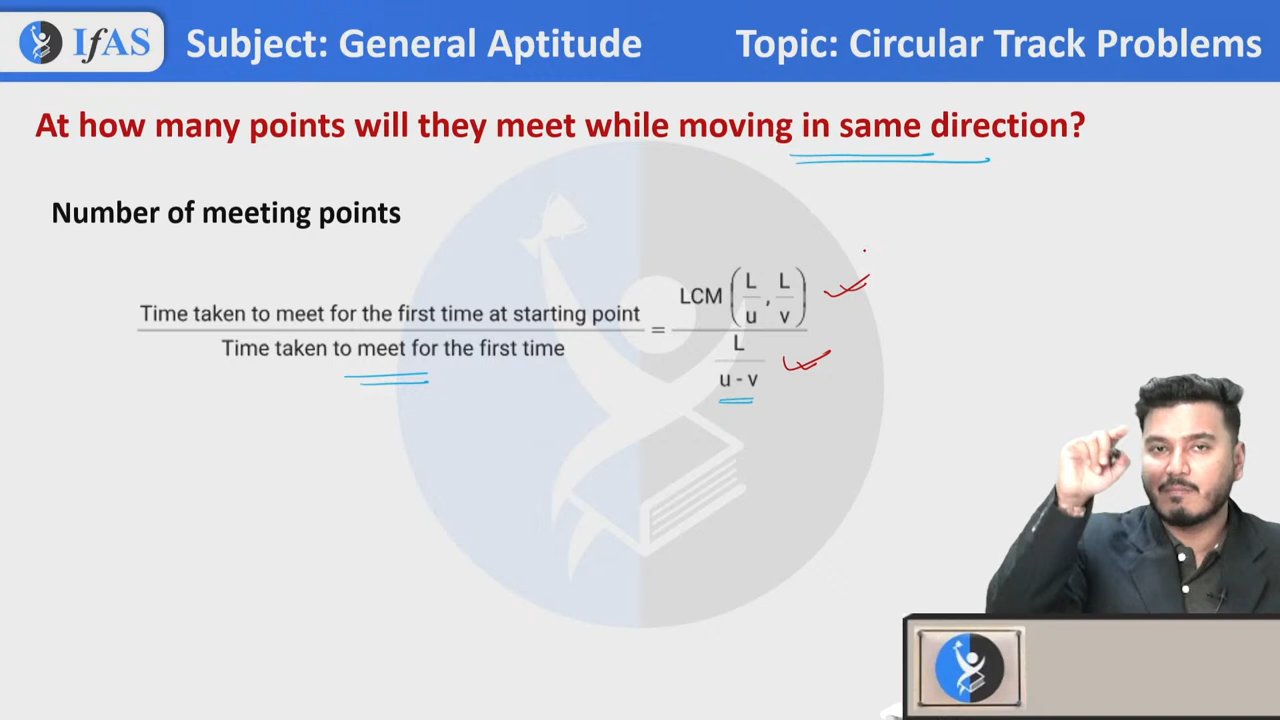 IfAS
Subject: General Aptitude
Topic: Circular Track Problems
At how many points will they meet while moving in same direction?
Number of meeting points
Time taken to meet for the first time at starting point
Time taken to meet for the first time
=
LCM (L/u, L/v)
L
u - v